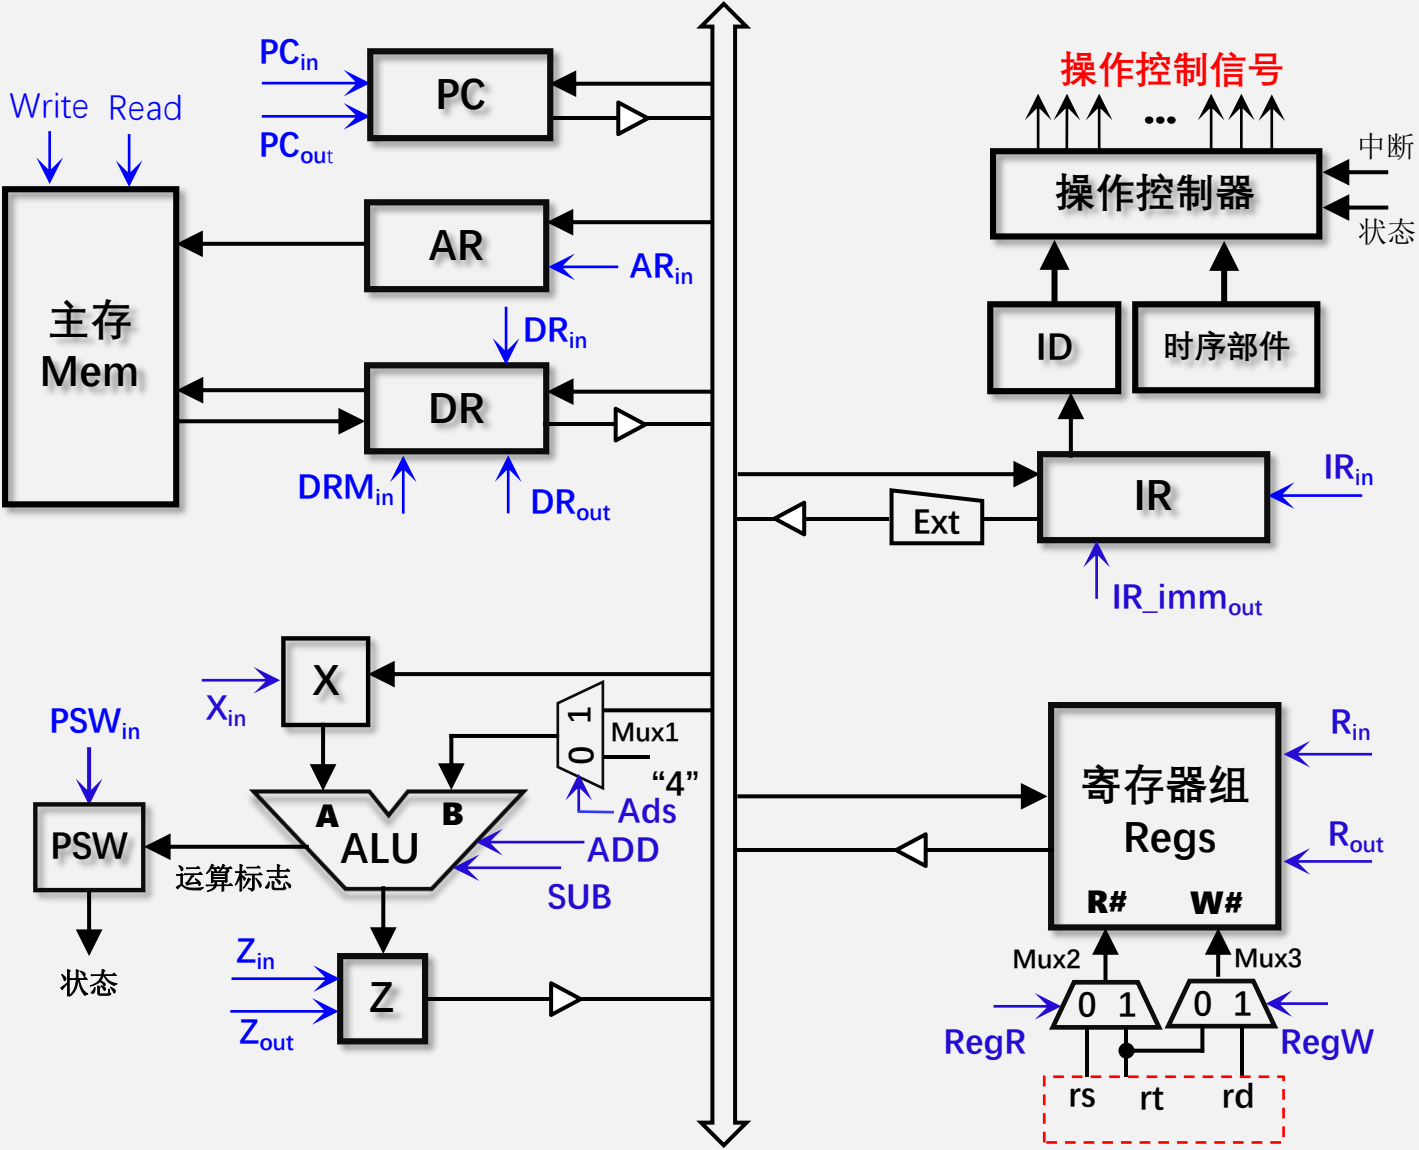 PCin
PC
PCout
Write
Read
主存
Mem
AR
ARin
DRin
DR
DRMin
DRout
操作控制信号
•••
中断
操作控制器
状态
ID
时序部件
IR
IRin
Ext
IR_immout
X
Xin
PSWin
PSW
运算标志
状态
1
0
Mux1
“4”
Ads
A
B
ALU
ADD
SUB
Zin
Zout
Z
寄存器组
Regs
Rin
Rout
R#
W#
Mux2
Mux3
0 1
0 1
RegR
RegW
rs
rt
rd